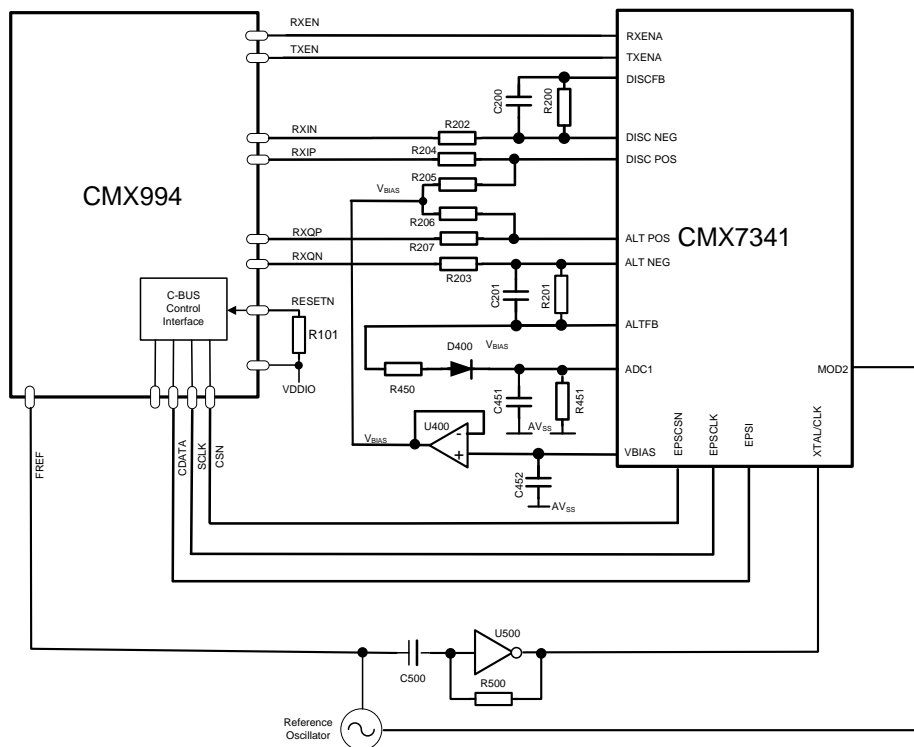 RXEN
RXENA
TXEN
TXENA
DISCFB
C200
R200
R202
RXIN
DISC NEG
R204
RXIP
DISC POS
R205
VBIAS
CMX994
R206
CMX7341
RXQP
ALT POS
R207
RXQN
ALT NEG
R203
C-BUS
Control
Interface
C201
R201
RESETN
R101
ALTFB
VBIAS
D400
VDDIO
R450
ADC1
MOD2
C451
R451
U400
AVSS
VBIAS
VBIAS
EPSCSN
EPSCLK
EPSI
XTAL/CLK
FREF
CDATA
SCLK
CSN
C452
AVSS
U500
C500
R500
Reference
Oscillator